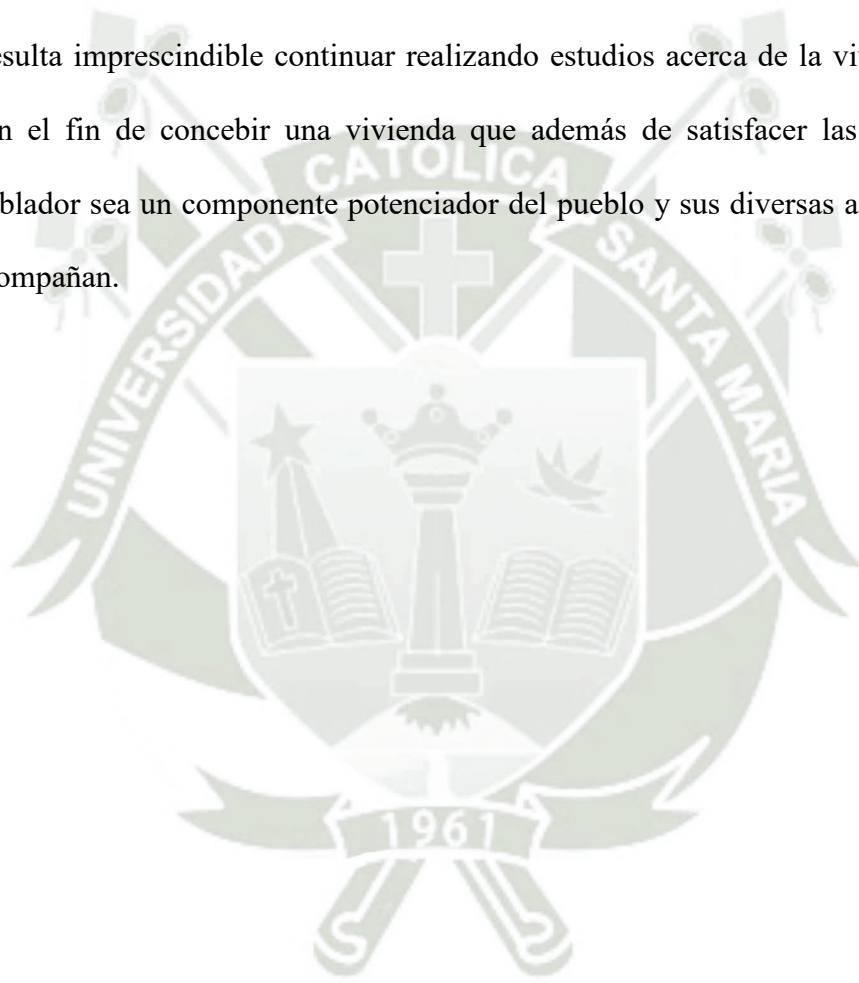 esulta imprescindible continuar realizando estudios acerca de la vi
n el fin de concebir una vivienda que además de satisfacer las
blador sea un componente potenciador del pueblo y sus diversas a
ompañan.
UNIVERSIDAD CATOLICA SANTA MARIA
1961